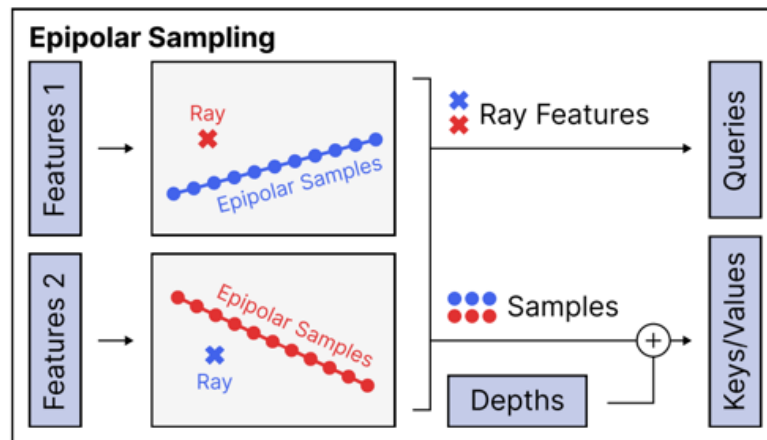 Epipolar Sampling
Features 1
Ray
Epipolar Samples
Ray Features
Queries
Features 2
Epipolar Samples
Ray
Samples
Depths
Keys/Values